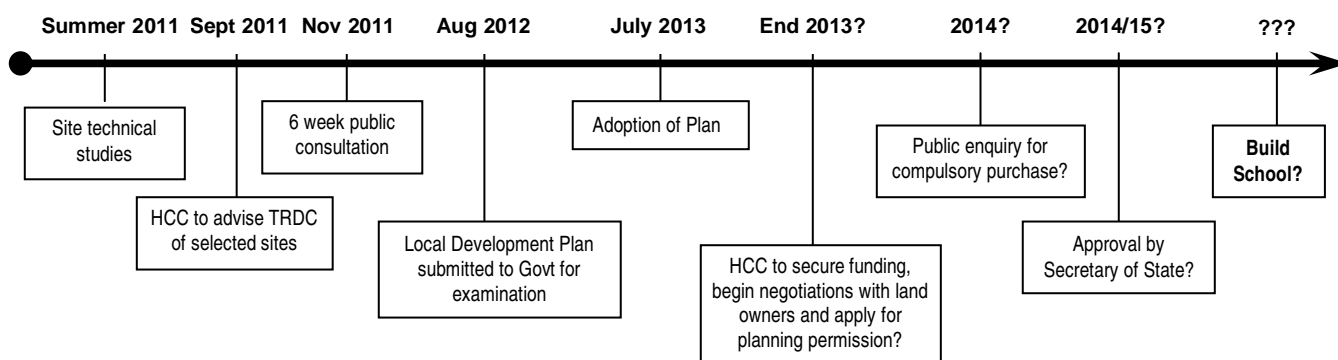 Summer 2011 Sept 2011 Nov 2011 Aug 2012 July 2013 End 2013? 2014? 2014/15? ???
Site technical
studies
HCC to advise TRDC
of selected sites
6 week public
consultation
Local Development Plan
submitted to Govt for
examination
Adoption of Plan
HCC to secure funding,
begin negotiations with land
owners and apply for
planning permission?
Public enquiry for
compulsory purchase?
Approval by
Secretary of State?
Build
School?